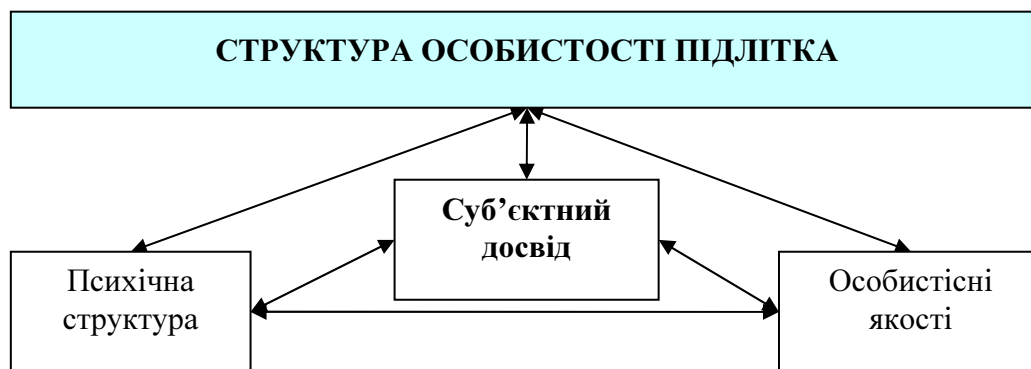 СТРУКТУРА ОСОБИСТОСТІ ПІДЛІТКА
Суб’єктний
досвід
Психічна
структура
Особистісні
якості